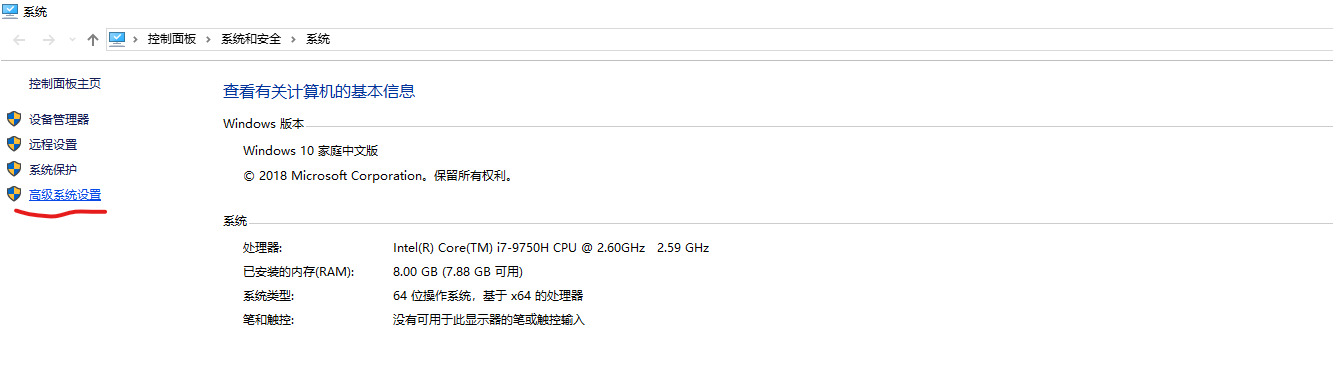 系统
控制面板 系统和安全 系统
控制面板主页
设备管理器
远程设置
系统保护
高级系统设置
查看有关计算机的基本信息
Windows 版本
Windows 10 家庭中文版
© 2018 Microsoft Corporation。保留所有权利。
系统
处理器: Intel(R) Core(TM) i7-9750H CPU @ 2.60GHz 2.59 GHz
已安装的内存(RAM): 8.00 GB (7.88 GB 可用)
系统类型: 64 位操作系统，基于 x64 的处理器
笔和触控: 没有可用于此显示器的笔或触控输入